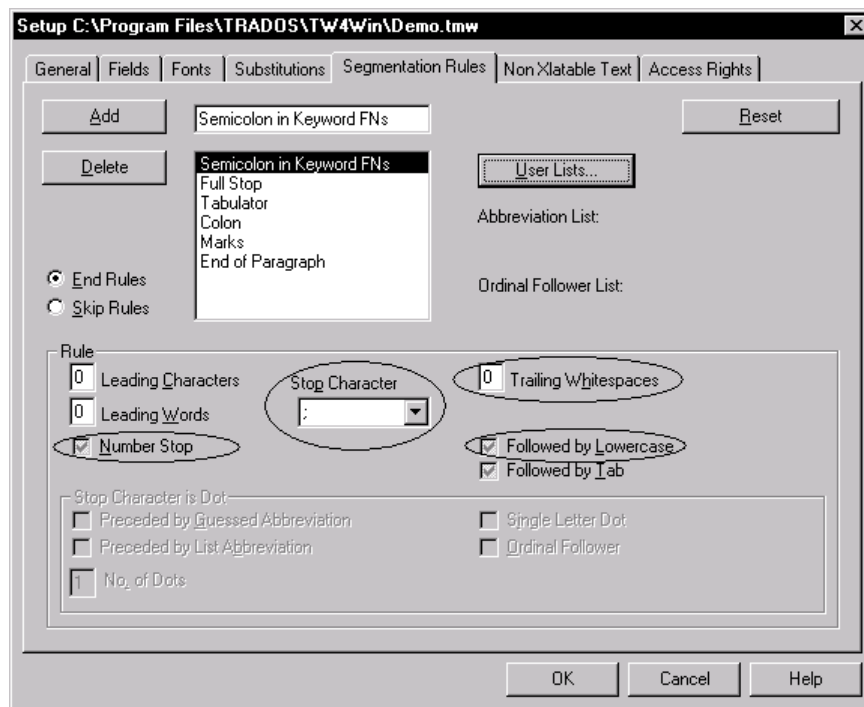 Setup C:\Program Files\TRADOS\TW4Win\Demo.tmw
General Fields Fonts Substitutions Segmentation Rules Non Xlatable Text Access Rights
Add Semicolon in Keyword FNs Reset
Delete Semicolon in Keyword FNs User Lists...
Full Stop
Tabulator
Abbreviation List:
Colon
Marks
End of Paragraph
End Rules
Ordinal Follower List:
Skip Rules
Rule
0 Leading Characters Stop Character 0 Trailing Whitespaces
0 Leading Words ;
Number Stop Followed by Lowercase
Followed by Tab
Stop Character is Dot
Preceded by Guessed Abbreviation Single Letter Dot
Preceded by List Abbreviation Ordinal Follower
1 No. of Dots
OK Cancel Help